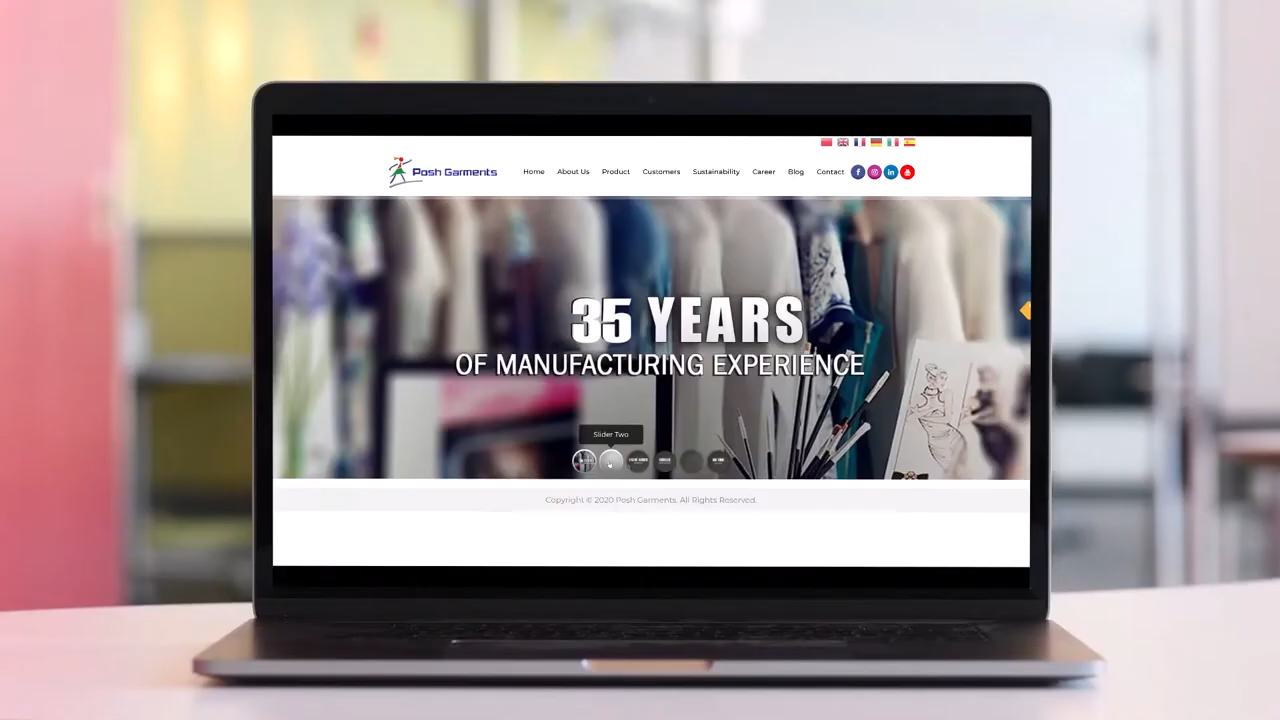 Posh Garments
Home About Us Product Customers Sustainability Career Blog Contact
35 YEARS
OF MANUFACTURING EXPERIENCE
Slider Two
Copyright © 2020 Posh Garments. All Rights Reserved.